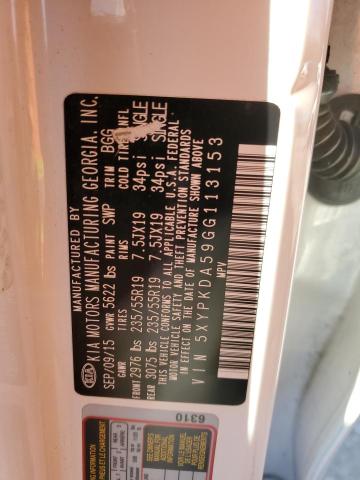 MANUFACTURED BY
KIA MOTORS MANUFACTURING GEORGIA, INC.
KIA
SEP/09/15 GVWR 5622 lbs PAINT SWP TRIM BGG
GAWR RIMS COLD TIRE INFL.
FRONT 2976 lbs 235/55R19 7.5JX19 34psi SINGLE
REAR 3075 lbs 235/55R19 7.5JX19 34psi SINGLE
THIS VEHICLE CONFORMS TO ALL APPLICABLE U.S.A. FEDERAL
MOTOR VEHICLE SAFETY AND THEFT PREVENTION STANDARDS
IN EFFECT ON THE DATE OF MANUFACTURE SHOWN ABOVE
VIN 5XYPKDA59GG113153
MPV
6310